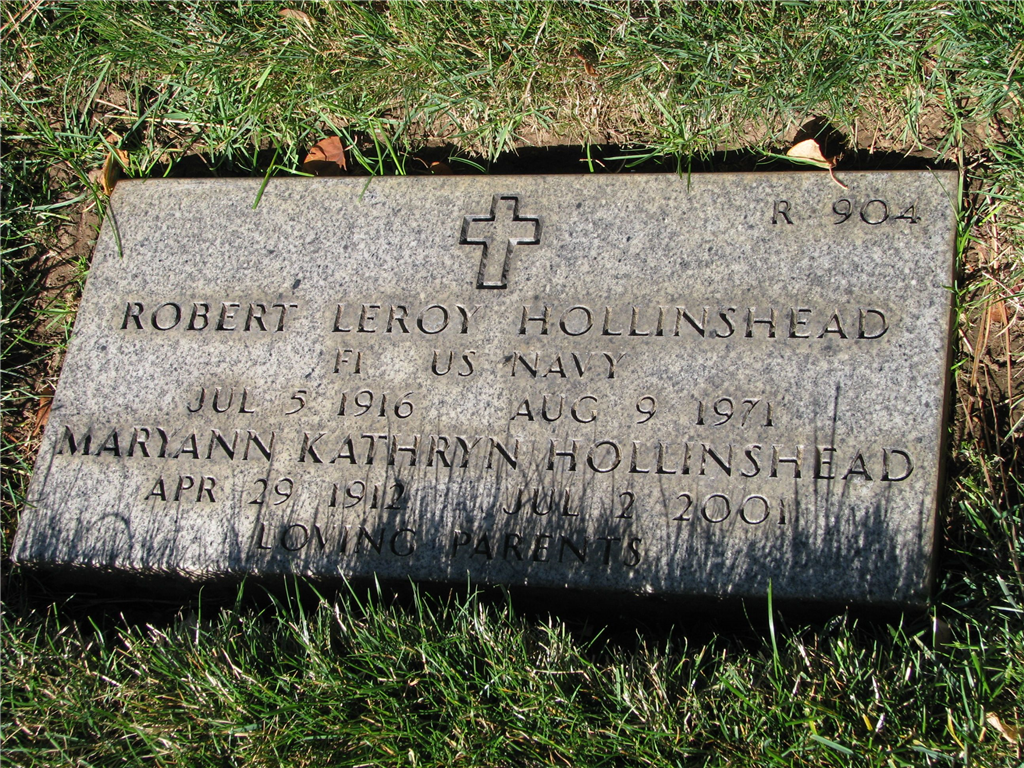 R 904
ROBERT LEROY HOLLINSHEAD
F1 US NAVY
JUL 5 1916 AUG 9 1971
MARYANN KATHRYN HOLLINSHEAD
APR 29 1912 JUL 2 2001
LOVING PARENTS